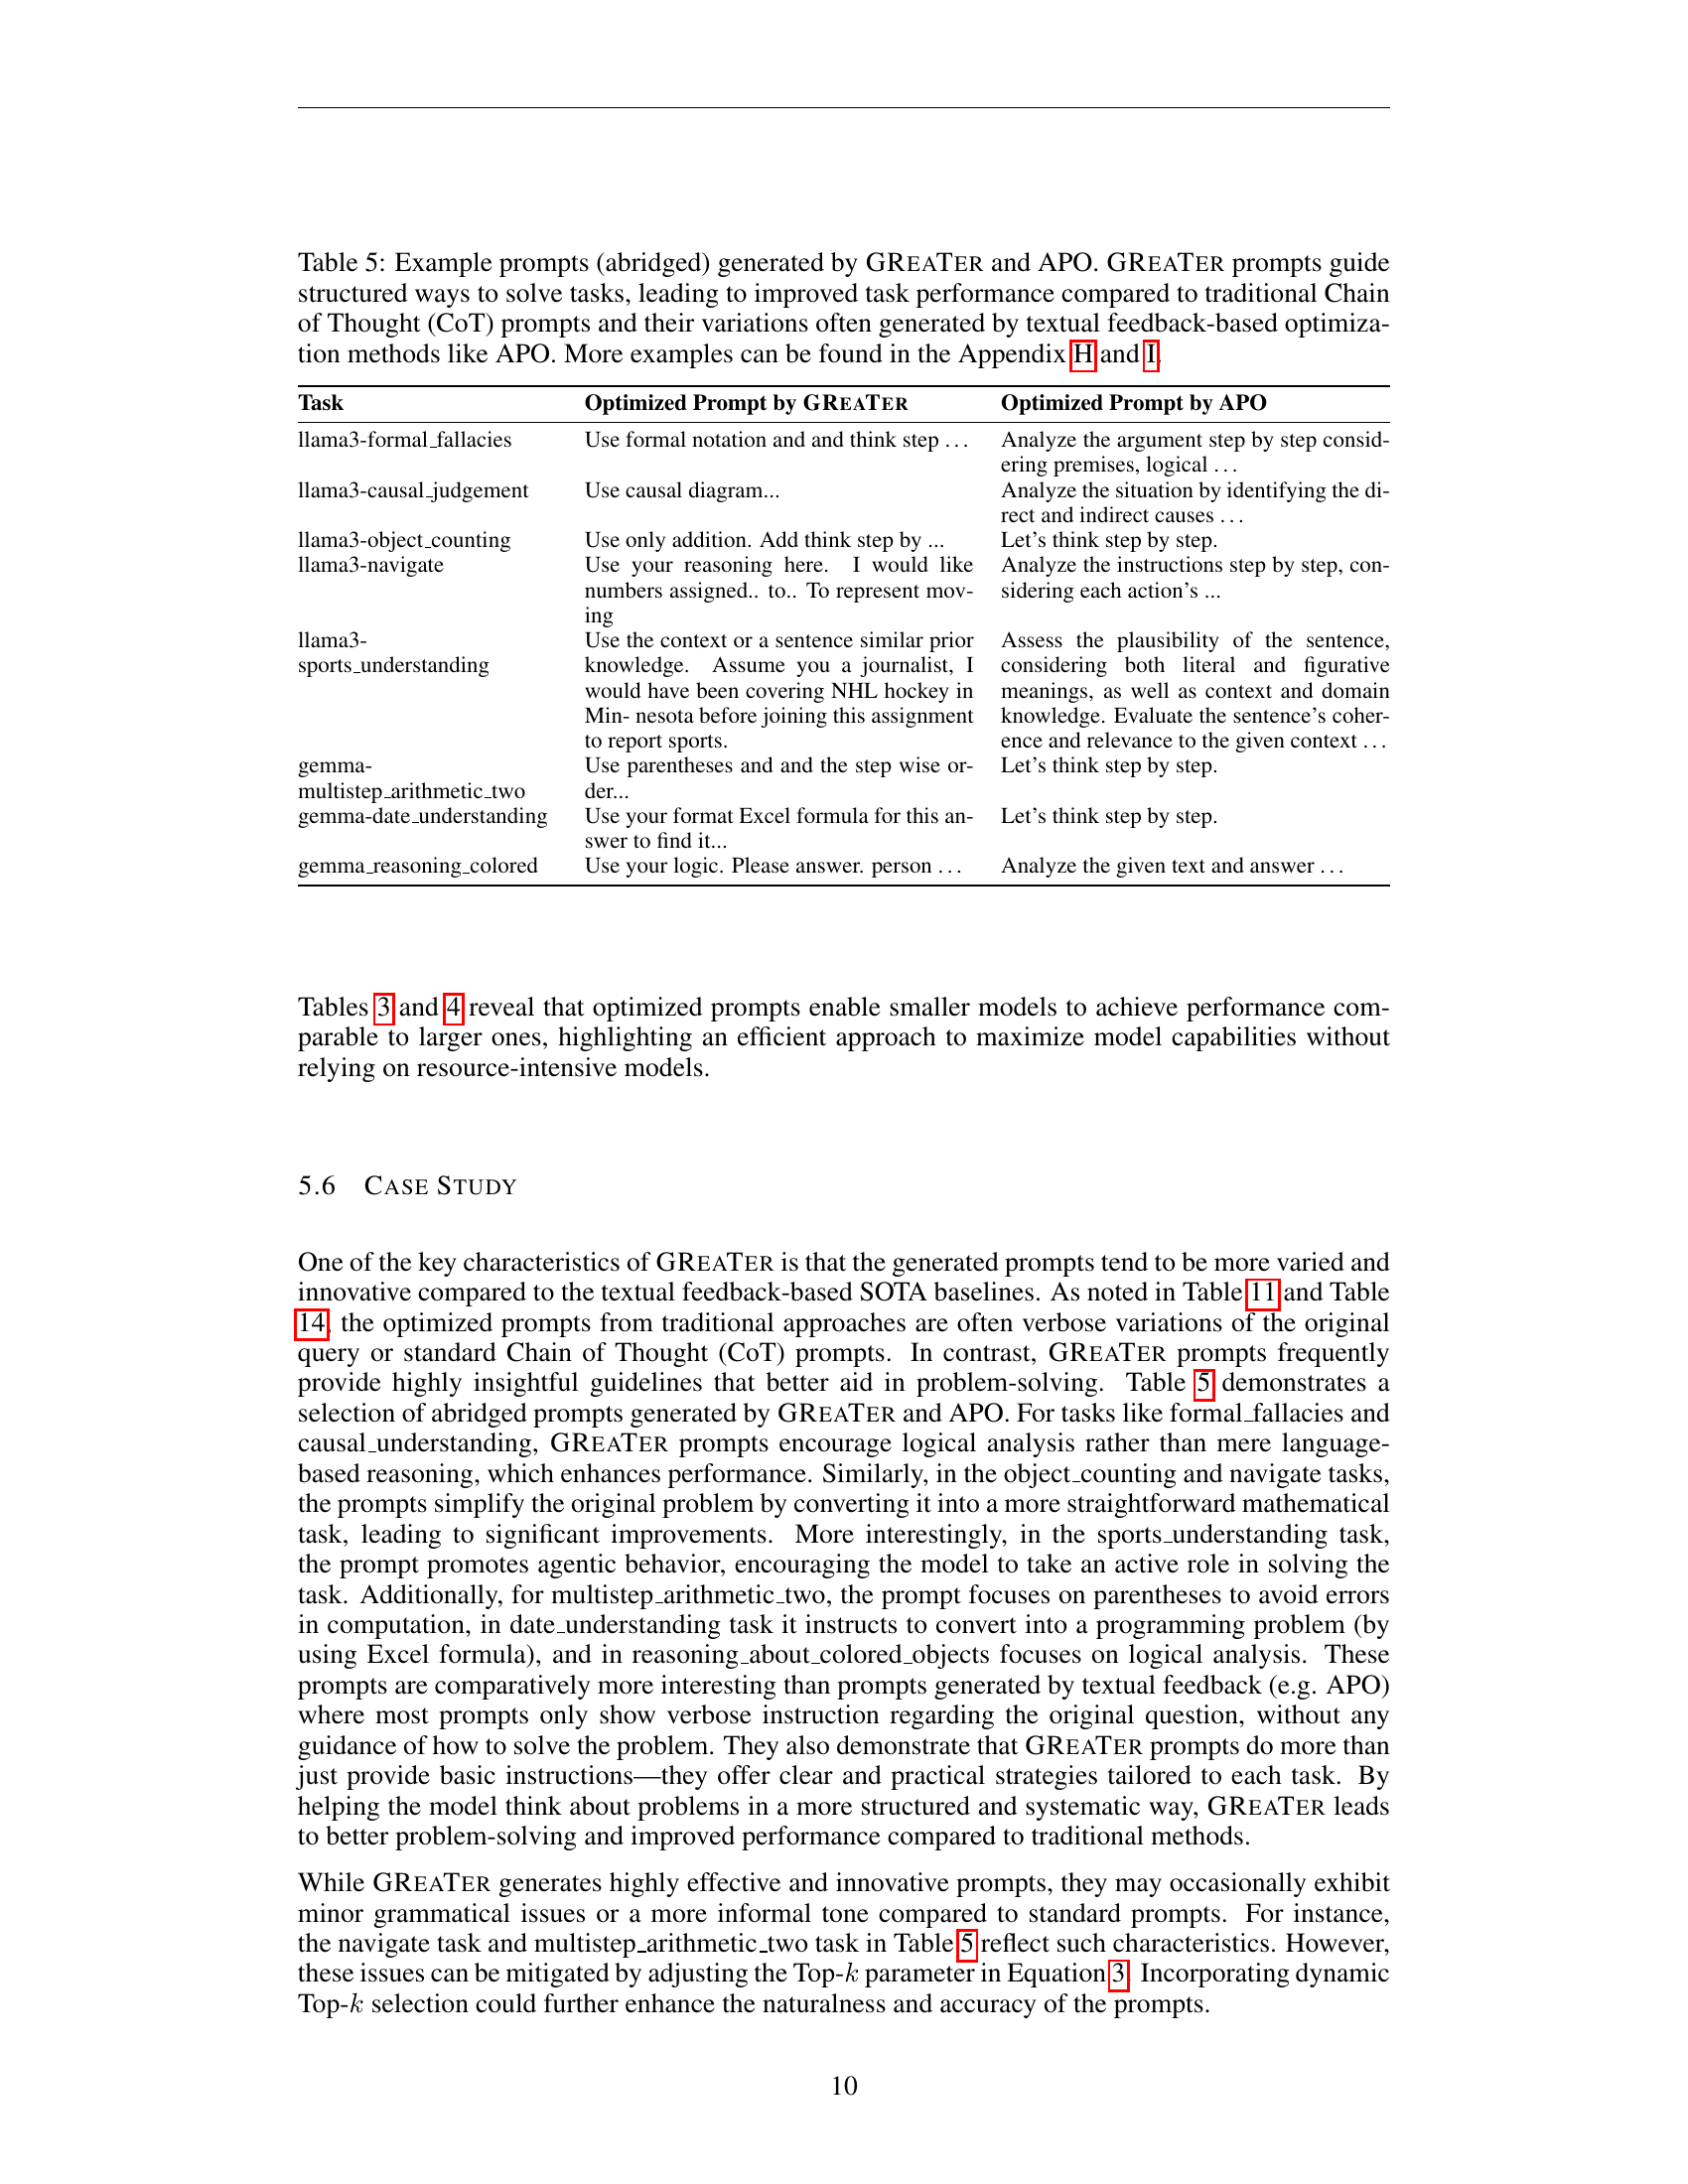 Table 5: Example prompts (abridged) generated by GREATER and APO. GREATER prompts guide
structured ways to solve tasks, leading to improved task performance compared to traditional Chain
of Thought (CoT) prompts and their variations often generated by textual feedback-based optimiza-
tion methods like APO. More examples can be found in the Appendix H and I.
Task Optimized Prompt by GREATER Optimized Prompt by APO
llama3-formal_fallacies Use formal notation and and think step . . . Analyze the argument step by step consid-
ering premises, logical . . .
llama3-causal_judgement Use causal diagram... Analyze the situation by identifying the di-
rect and indirect causes . . .
llama3-object_counting Use only addition. Add think step by ... Let's think step by step.
llama3-navigate Use your reasoning here. I would like Analyze the instructions step by step, con-
numbers assigned.. to.. To represent mov- sidering each action's ...
ing
llama3- Use the context or a sentence similar prior Assess the plausibility of the sentence,
sports_understanding knowledge. Assume you a journalist, I considering both literal and figurative
would have been covering NHL hockey in meanings, as well as context and domain
Min- nesota before joining this assignment knowledge. Evaluate the sentence's coher-
to report sports. ence and relevance to the given context . . .
gemma- Use parentheses and and the step wise or- Let's think step by step.
multistep_arithmetic_two der...
gemma-date_understanding Use your format Excel formula for this an- Let's think step by step.
swer to find it...
gemma_reasoning_colored Use your logic. Please answer. person . . . Analyze the given text and answer . . .
Tables 3 and 4 reveal that optimized prompts enable smaller models to achieve performance com-
parable to larger ones, highlighting an efficient approach to maximize model capabilities without
relying on resource-intensive models.
5.6 CASE STUDY
One of the key characteristics of GREATER is that the generated prompts tend to be more varied and
innovative compared to the textual feedback-based SOTA baselines. As noted in Table 11 and Table
14, the optimized prompts from traditional approaches are often verbose variations of the original
query or standard Chain of Thought (CoT) prompts. In contrast, GREATER prompts frequently
provide highly insightful guidelines that better aid in problem-solving. Table 5 demonstrates a
selection of abridged prompts generated by GREATER and APO. For tasks like formal_fallacies and
causal_understanding, GREATER prompts encourage logical analysis rather than mere language-
based reasoning, which enhances performance. Similarly, in the object_counting and navigate tasks,
the prompts simplify the original problem by converting it into a more straightforward mathematical
task, leading to significant improvements. More interestingly, in the sports_understanding task,
the prompt promotes agentic behavior, encouraging the model to take an active role in solving the
task. Additionally, for multistep_arithmetic_two, the prompt focuses on parentheses to avoid errors
in computation, in date_understanding task it instructs to convert into a programming problem (by
using Excel formula), and in reasoning_about_colored_objects focuses on logical analysis. These
prompts are comparatively more interesting than prompts generated by textual feedback (e.g. APO)
where most prompts only show verbose instruction regarding the original question, without any
guidance of how to solve the problem. They also demonstrate that GREATER prompts do more than
just provide basic instructions—they offer clear and practical strategies tailored to each task. By
helping the model think about problems in a more structured and systematic way, GREATER leads
to better problem-solving and improved performance compared to traditional methods.
While GREATER generates highly effective and innovative prompts, they may occasionally exhibit
minor grammatical issues or a more informal tone compared to standard prompts. For instance,
the navigate task and multistep_arithmetic_two task in Table 5 reflect such characteristics. However,
these issues can be mitigated by adjusting the Top-k parameter in Equation 3. Incorporating dynamic
Top-k selection could further enhance the naturalness and accuracy of the prompts.
10